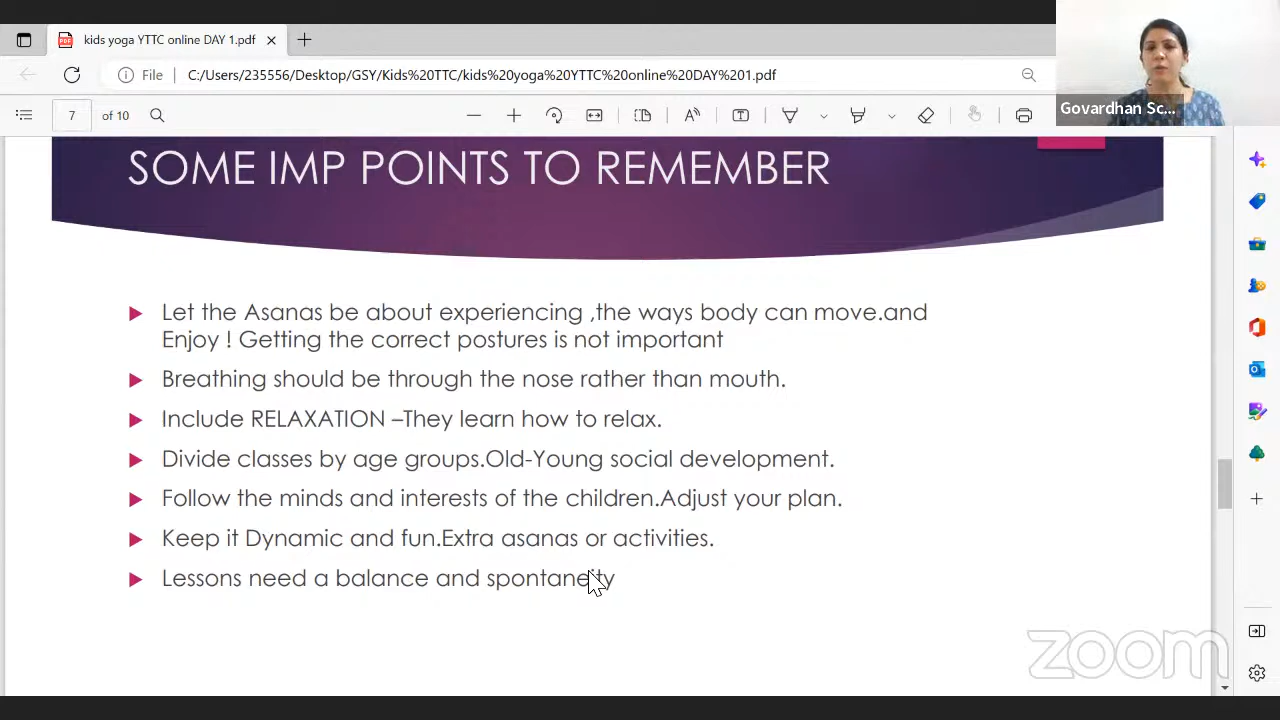 kids yoga YTTC online DAY 1.pdf
File C:/Users/235556/Desktop/GSY/Kids%20TTC/kids%20yoga%20YTTC%20online%20DAY%201.pdf
Govardhan Sc...
7 of 10
SOME IMP POINTS TO REMEMBER
Let the Asanas be about experiencing ,the ways body can move.and
Enjoy ! Getting the correct postures is not important
Breathing should be through the nose rather than mouth.
Include RELAXATION –They learn how to relax.
Divide classes by age groups.Old-Young social development.
Follow the minds and interests of the children.Adjust your plan.
Keep it Dynamic and fun.Extra asanas or activities.
Lessons need a balance and spontaneity
zoom